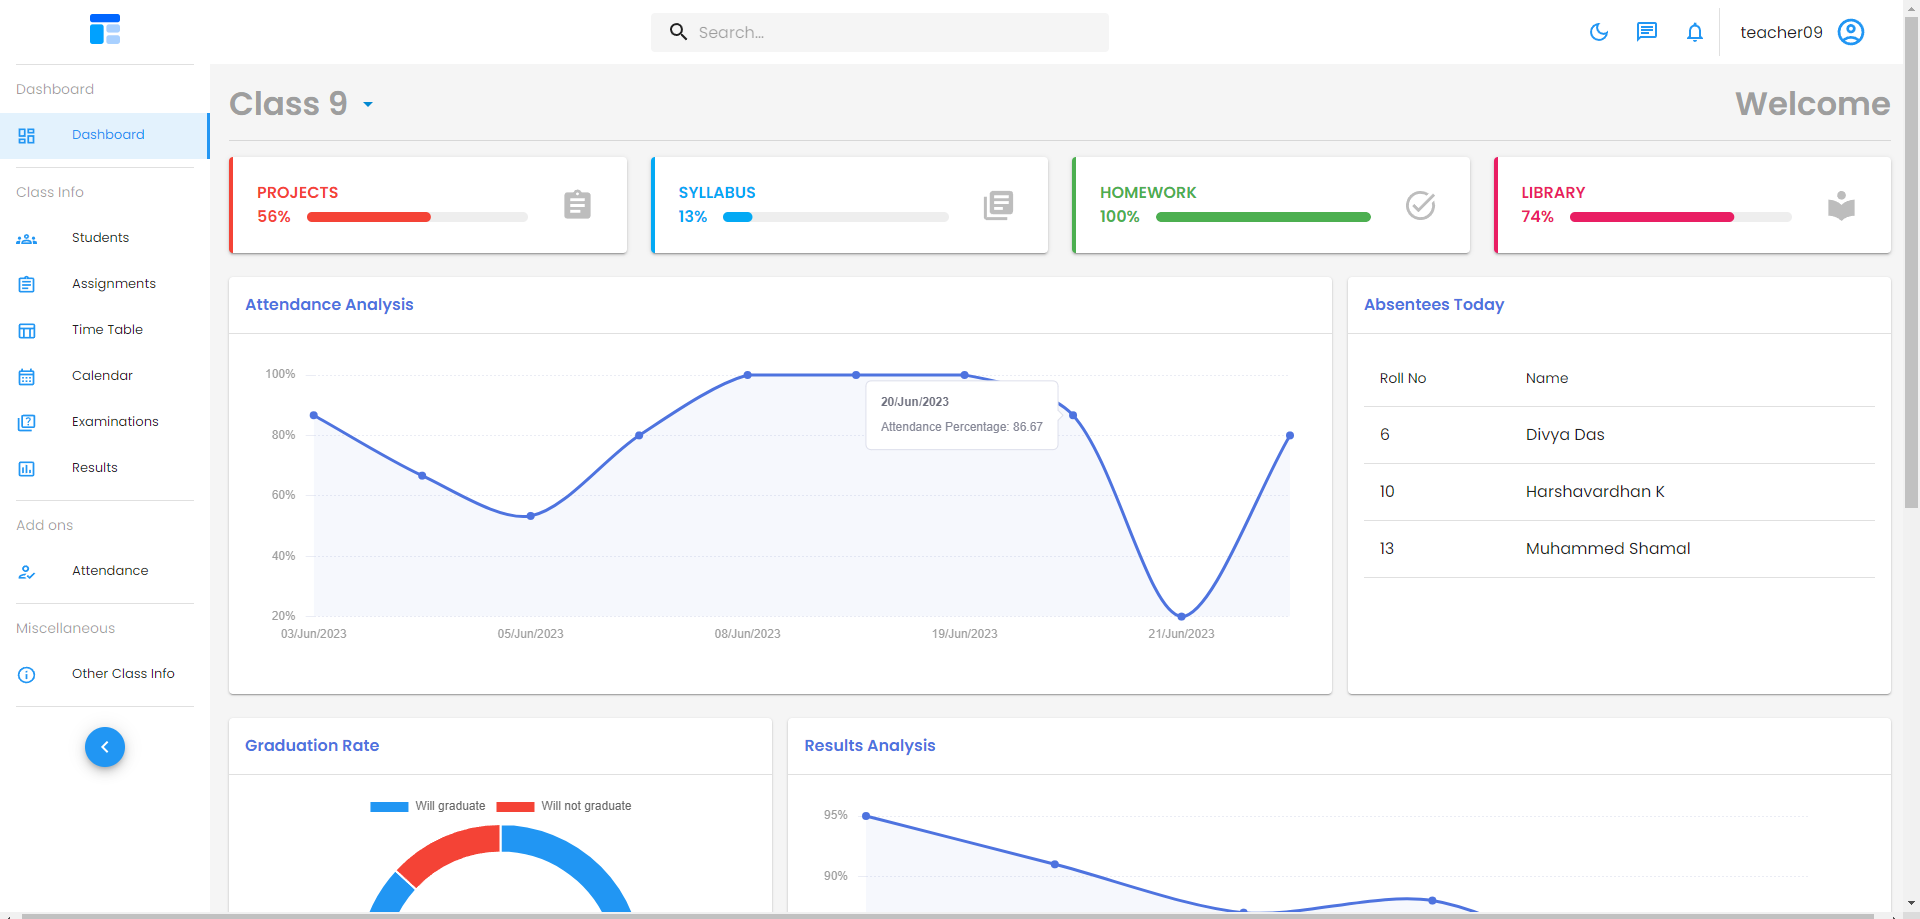 Search...
teacher09
Dashboard
Dashboard
Class Info
Students
Assignments
Time Table
Calendar
Examinations
Results
Add ons
Attendance
Miscellaneous
Other Class Info
Class 9
Welcome
PROJECTS
56%
SYLLABUS
13%
HOMEWORK
100%
LIBRARY
74%
Attendance Analysis
100%
80%
60%
40%
20%
03/Jun/2023 05/Jun/2023 08/Jun/2023 19/Jun/2023 21/Jun/2023
20/Jun/2023
Attendance Percentage: 86.67
Absentees Today
Roll No Name
6 Divya Das
10 Harshavardhan K
13 Muhammed Shamal
Graduation Rate
Will graduate Will not graduate
Results Analysis
95%
90%